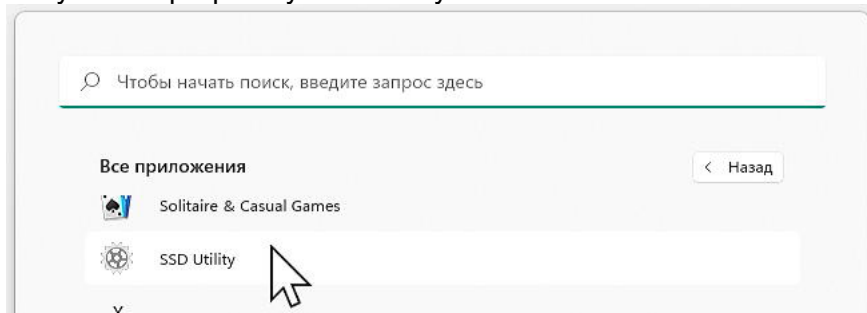 Чтобы начать поиск, введите запрос здесь
Все приложения
< Назад
Solitaire & Casual Games
SSD Utility